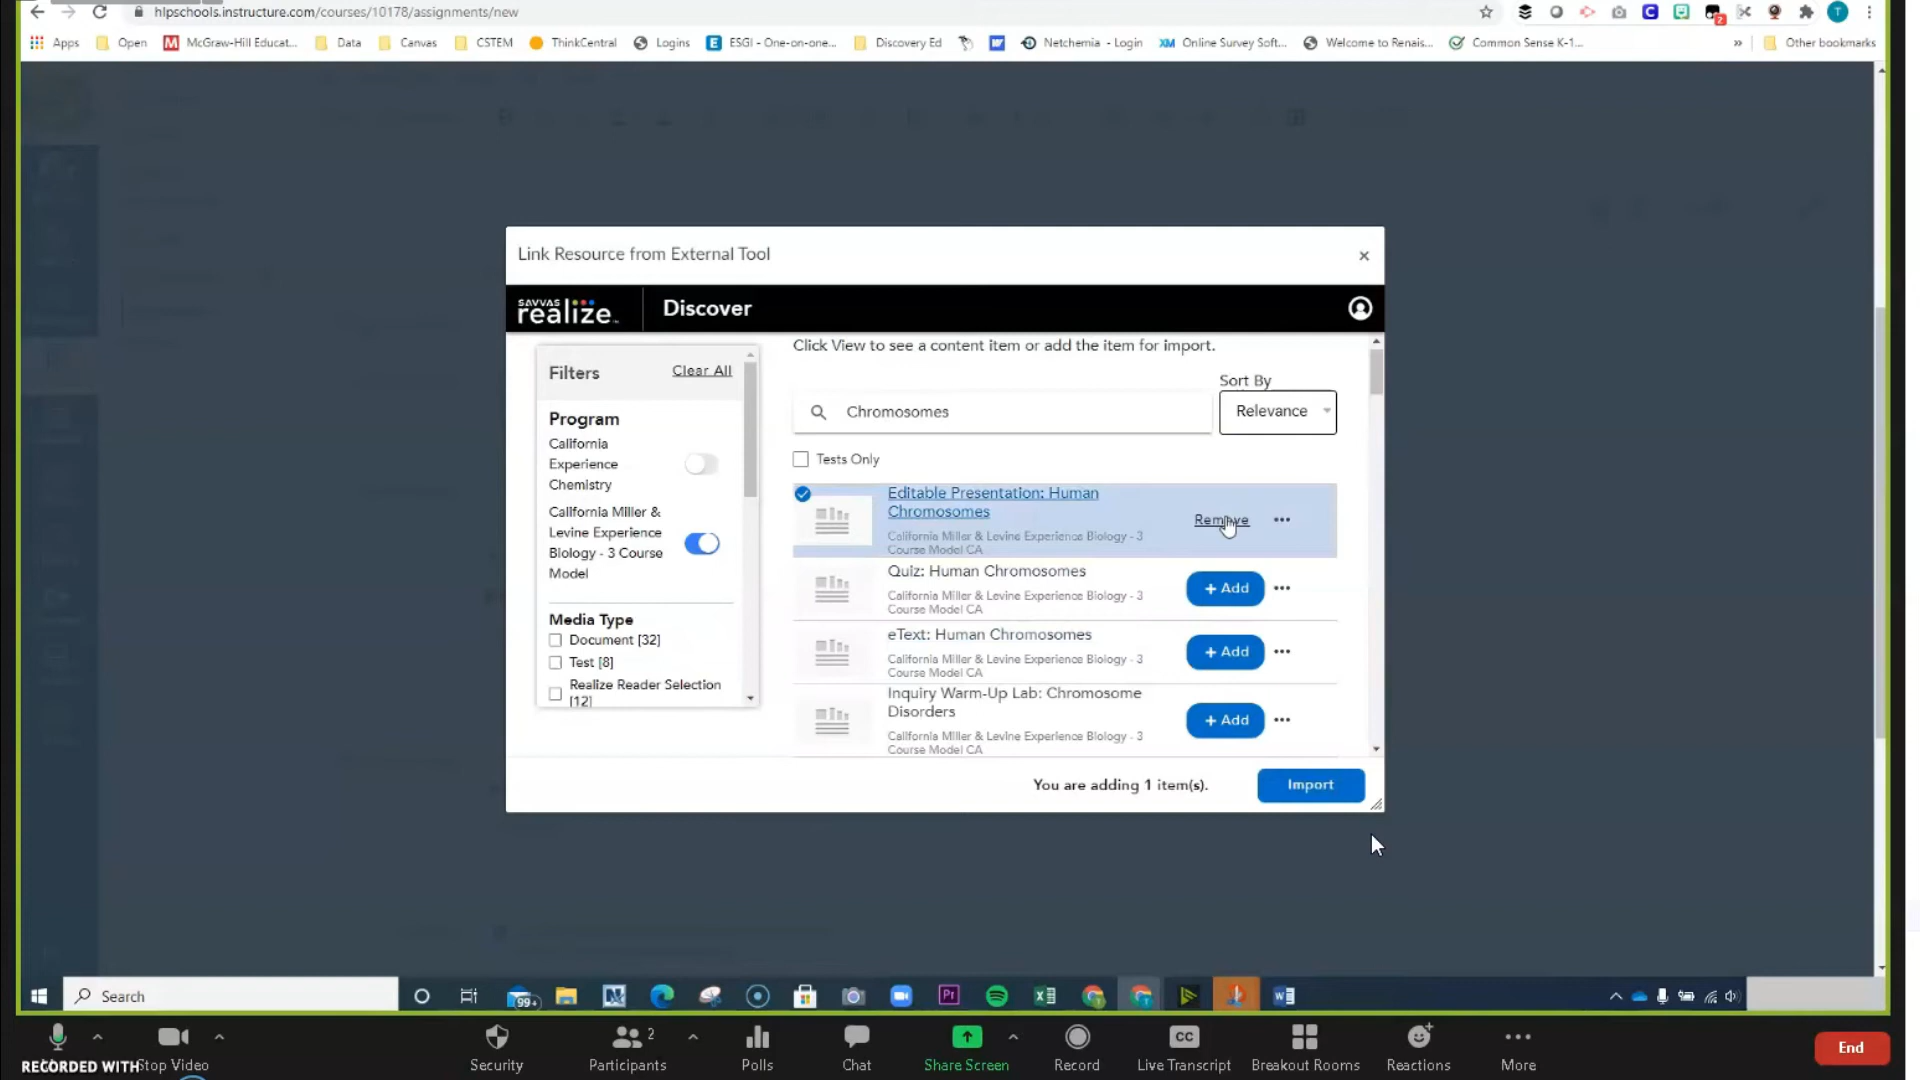 hlpschools.instructure.com/courses/10178/assignments/new
Apps Open McGraw-Hill Educat... Data Canvas CSTEM ThinkCentral Logins ESGI - One-on-one... Discovery Ed Netchemia - Login Online Survey Soft... Welcome to Renais... Common Sense K-1... » Other bookmarks
Link Resource from External Tool
SAVVAS
realize
Discover
Click View to see a content item or add the item for import.
Filters
Clear All
Sort By
Chromosomes
Relevance
Program
California
Experience
Chemistry
Tests Only
California Miller &
Levine Experience
Biology - 3 Course
Model
Editable Presentation: Human
Chromosomes
California Miller & Levine Experience Biology - 3
Course Model CA
Remove
Quiz: Human Chromosomes
California Miller & Levine Experience Biology - 3
Course Model CA
+ Add
Media Type
Document [32]
Test [8]
Realize Reader Selection
[12]
eText: Human Chromosomes
California Miller & Levine Experience Biology - 3
Course Model CA
+ Add
Inquiry Warm-Up Lab: Chromosome
Disorders
California Miller & Levine Experience Biology - 3
Course Model CA
+ Add
You are adding 1 item(s).
Import
Search
99+
RECORDED WITH
Stop Video
Security
Participants 2
Polls
Chat
Share Screen
Record
CC
Live Transcript
Breakout Rooms
Reactions
More
End